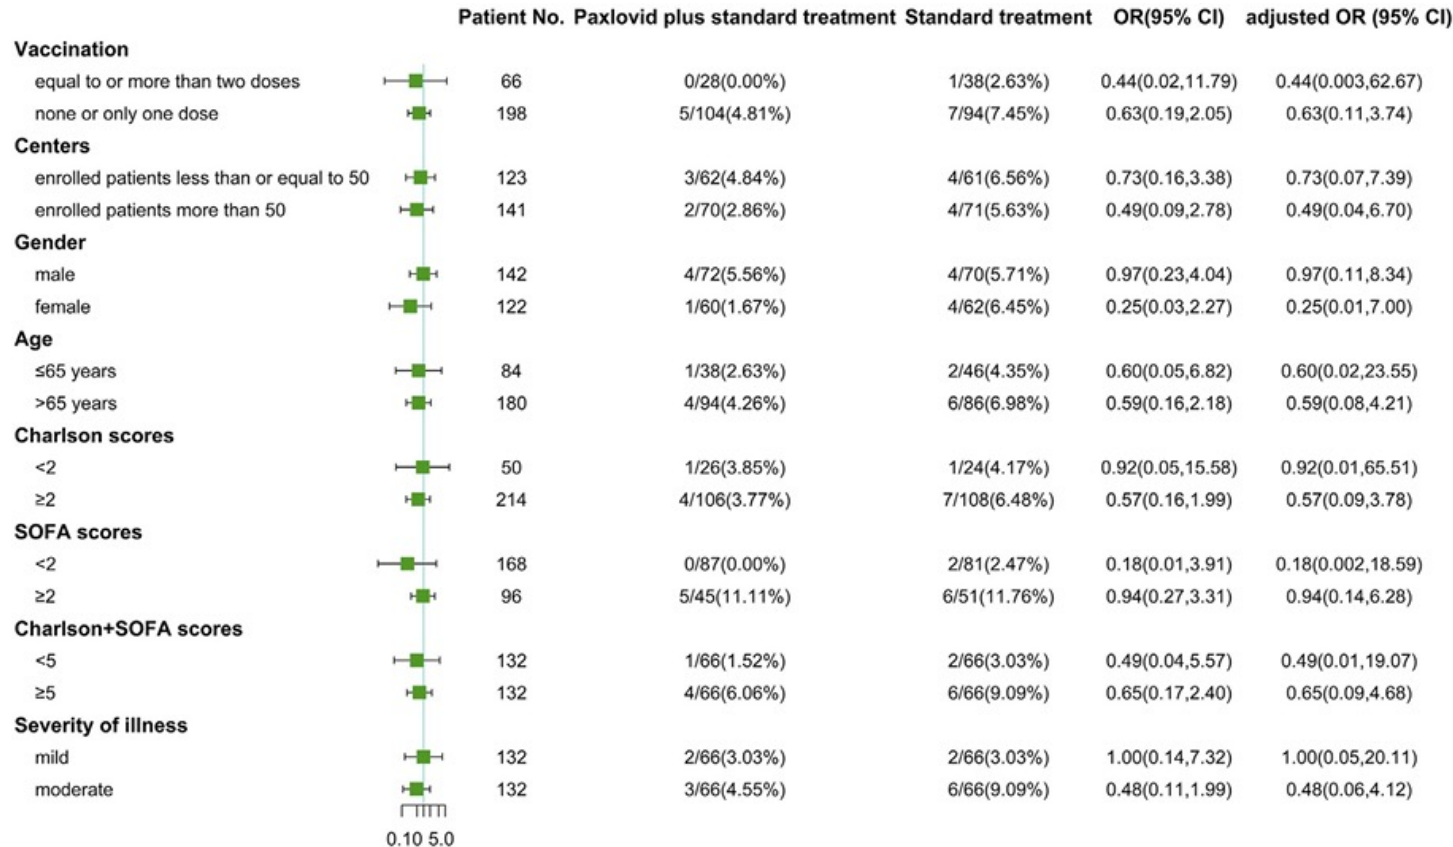 Patient No. Paxlovid plus standard treatment Standard treatment OR(95% CI) adjusted OR (95% CI)
Vaccination
equal to or more than two doses 66 0/28(0.00%) 1/38(2.63%) 0.44(0.02,11.79) 0.44(0.003,62.67)
none or only one dose 198 5/104(4.81%) 7/94(7.45%) 0.63(0.19,2.05) 0.63(0.11,3.74)
Centers
enrolled patients less than or equal to 50 123 3/62(4.84%) 4/61(6.56%) 0.73(0.16,3.38) 0.73(0.07,7.39)
enrolled patients more than 50 141 2/70(2.86%) 4/71(5.63%) 0.49(0.09,2.78) 0.49(0.04,6.70)
Gender
male 142 4/72(5.56%) 4/70(5.71%) 0.97(0.23,4.04) 0.97(0.11,8.34)
female 122 1/60(1.67%) 4/62(6.45%) 0.25(0.03,2.27) 0.25(0.01,7.00)
Age
≤65 years 84 1/38(2.63%) 2/46(4.35%) 0.60(0.05,6.82) 0.60(0.02,23.55)
>65 years 180 4/94(4.26%) 6/86(6.98%) 0.59(0.16,2.18) 0.59(0.08,4.21)
Charlson scores
<2 50 1/26(3.85%) 1/24(4.17%) 0.92(0.05,15.58) 0.92(0.01,65.51)
≥2 214 4/106(3.77%) 7/108(6.48%) 0.57(0.16,1.99) 0.57(0.09,3.78)
SOFA scores
<2 168 0/87(0.00%) 2/81(2.47%) 0.18(0.01,3.91) 0.18(0.002,18.59)
≥2 96 5/45(11.11%) 6/51(11.76%) 0.94(0.27,3.31) 0.94(0.14,6.28)
Charlson+SOFA scores
<5 132 1/66(1.52%) 2/66(3.03%) 0.49(0.04,5.57) 0.49(0.01,19.07)
≥5 132 4/66(6.06%) 6/66(9.09%) 0.65(0.17,2.40) 0.65(0.09,4.68)
Severity of illness
mild 132 2/66(3.03%) 2/66(3.03%) 1.00(0.14,7.32) 1.00(0.05,20.11)
moderate 132 3/66(4.55%) 6/66(9.09%) 0.48(0.11,1.99) 0.48(0.06,4.12)
0.10 5.0